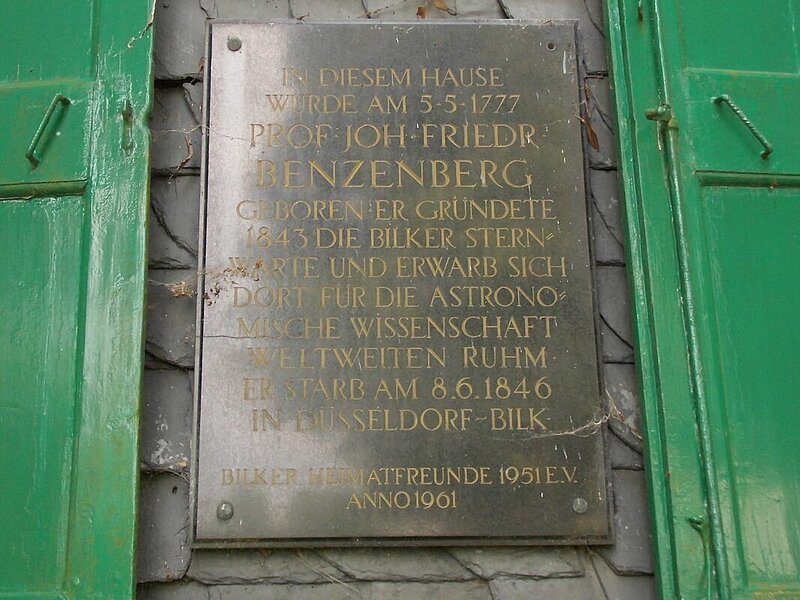 IN DIESEM HAUSE
WURDE AM 5·5·1777
PROF·JOH·FRIEDR·
BENZENBERG
GEBOREN·ER GRÜNDETE
1843 DIE BILKER STERN-
WARTE UND ERWARB SICH
DORT FÜR DIE ASTRONO-
MISCHE WISSENSCHAFT
WELTWEITEN RUHM·
ER STARB AM 8.6.1846
IN DÜSSELDORF-BILK
BILKER HEIMATFREUNDE 1951 E.V.
ANNO 1961